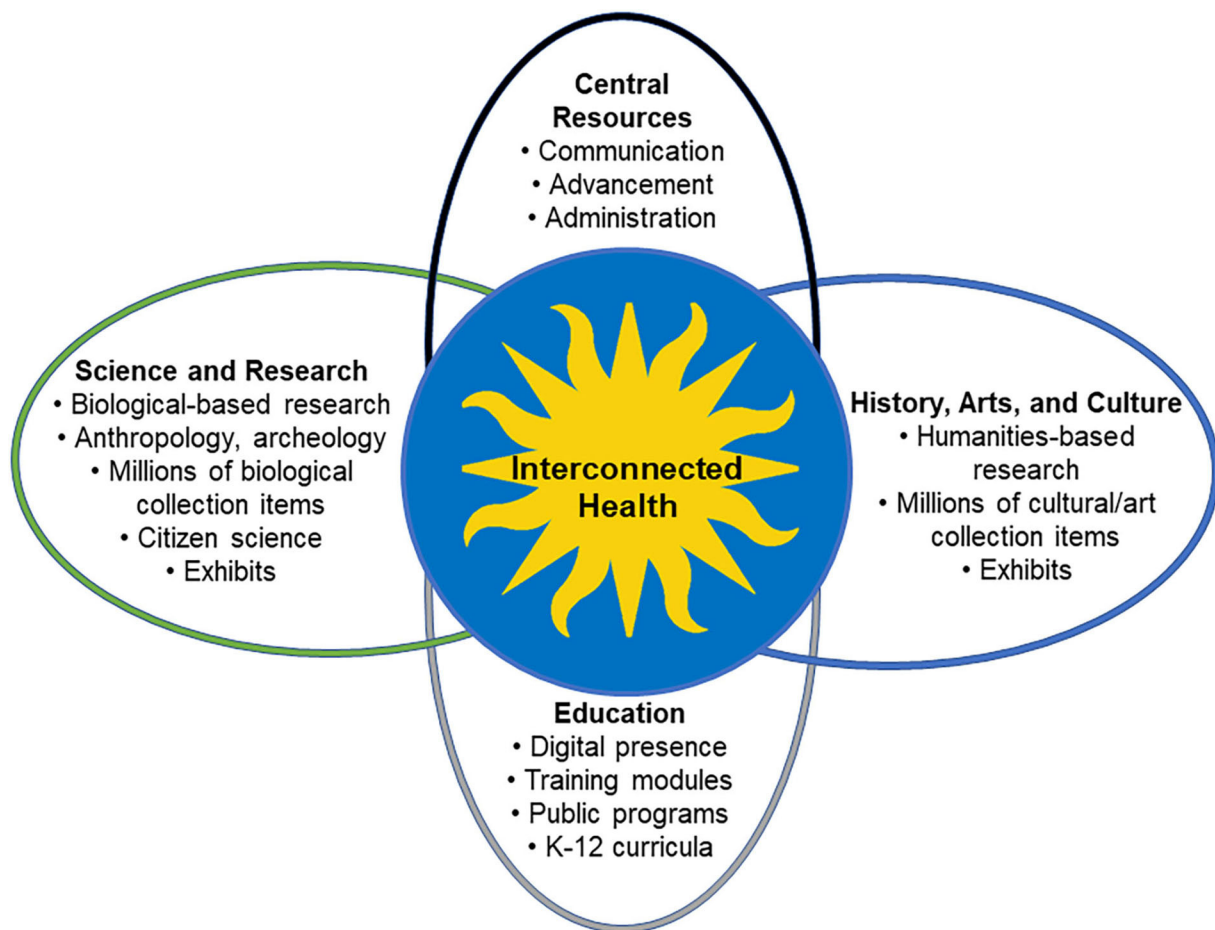 Central
Resources
• Communication
• Advancement
• Administration
Science and Research
• Biological-based research
• Anthropology, archeology
• Millions of biological
collection items
• Citizen science
• Exhibits
Interconnected
Health
History, Arts, and Culture
• Humanities-based
research
• Millions of cultural/art
collection items
• Exhibits
Education
• Digital presence
• Training modules
• Public programs
• K-12 curricula